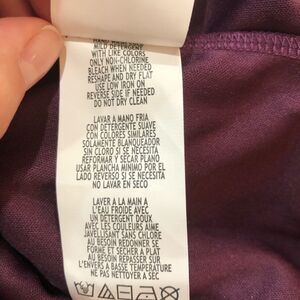 HAND WASH COLD
MILD DETERGENT
WITH LIKE COLORS
ONLY NON-CHLORINE
BLEACH WHEN NEEDED
RESHAPE AND DRY FLAT
USE LOW IRON ON
REVERSE SIDE IF NEEDED
DO NOT DRY CLEAN
LAVAR A MANO FRIA
CON DETERGENTE SUAVE
CON COLORES SIMILARES
SOLAMENTE BLANQUEADOR
SIN CLORO SI SE NECESITA
REFORMAR Y SECAR PLANO
USAR PLANCHA MINIMO POR EL
LADO REVERSO SI SE NECESITA
NO LAVAR EN SECO
LAVER A LA MAIN A
L'EAU FROIDE AVEC
UN DETERGENT DOUX
AVEC LES COULEURS AIME
JAVELLISANT SANS CHLORE
AU BESOIN REDONNER SE
FORME ET SECHER A PLAT
AU BESOIN REPASSER SUR
L'ENVERS A BASSE TEMPÉRATURE
NE PAS NETTOYER A SEC